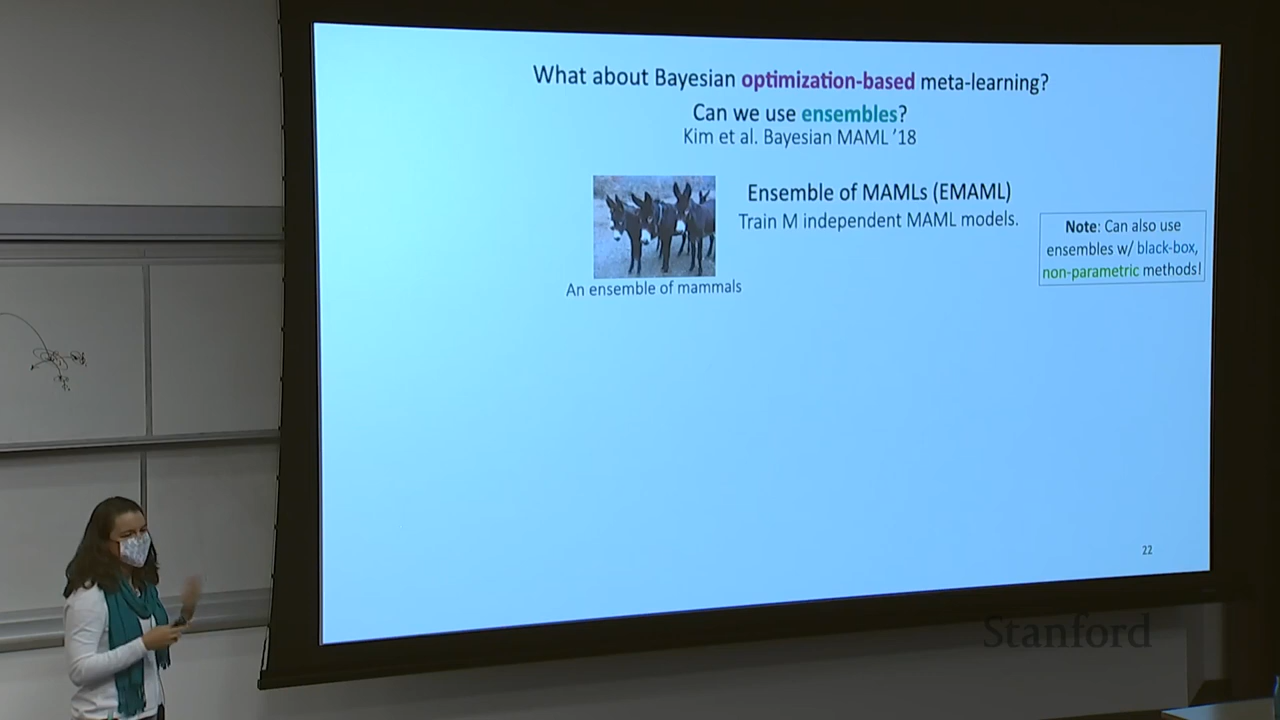 What about Bayesian optimization-based meta-learning?
Can we use ensembles?
Kim et al. Bayesian MAML '18
Ensemble of MAMLs (EMAML)
Train M independent MAML models.
An ensemble of mammals
Note: Can also use
ensembles w/ black-box,
non-parametric methods!
22
Stanford